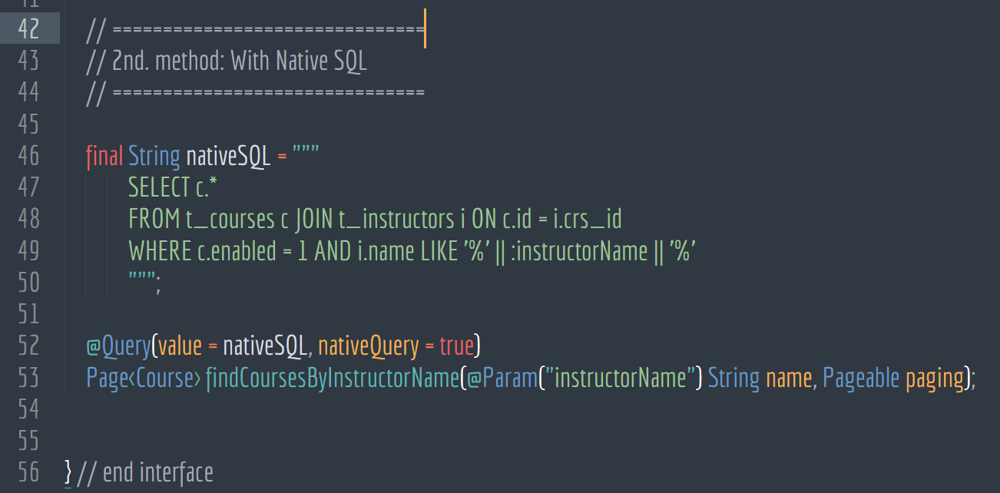 42 // ===============================
43 // 2nd. method: With Native SQL
44 // ===============================
45
46 final String nativeSQL = """
47 SELECT c.*
48 FROM t_courses c JOIN t_instructors i ON c.id = i.crs_id
49 WHERE c.enabled = 1 AND i.name LIKE '%' || :instructorName || '%'
50 """;
51
52 @Query(value = nativeSQL, nativeQuery = true)
53 Page<Course> findCoursesByInstructorName(@Param("instructorName") String name, Pageable paging);
54
55
56 } // end interface